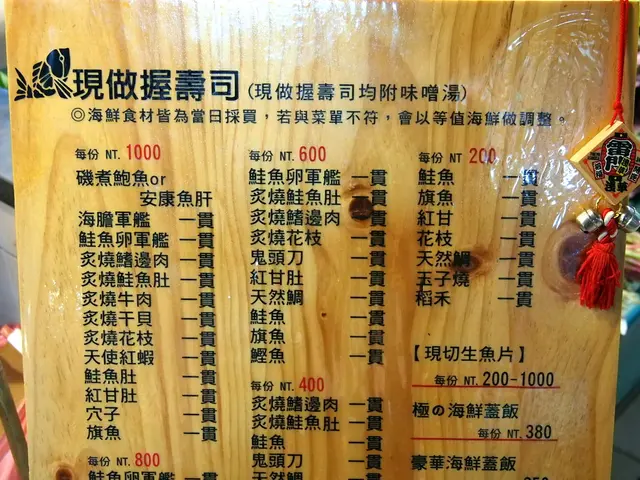 現做握壽司(現做握壽司均附味噌湯)
◎海鮮食材皆為當日採買，若與菜單不符，會以等值海鮮做調整。
每份 NT. 1000
磯煮鮑魚or
安康魚肝
海膽軍艦 一貫
鮭魚卵軍艦 一貫
炙燒鰭邊肉 一貫
炙燒鮭魚肚 一貫
炙燒牛肉 一貫
炙燒干貝 一貫
炙燒花枝 一貫
天使紅蝦 一貫
鮭魚肚 一貫
紅甘肚 一貫
穴子 一貫
旗魚 一貫
每份 NT. 800
鮭魚卵軍艦 一貫
每份 NT. 600
鮭魚卵軍艦 一貫
炙燒鮭魚肚 一貫
炙燒鰭邊肉 一貫
炙燒花枝 一貫
鬼頭刀 一貫
紅甘肚 一貫
天然鯛 一貫
鮭魚 一貫
旗魚 一貫
鰹魚 一貫
每份 NT. 400
炙燒鰭邊肉 一貫
炙燒鮭魚肚 一貫
鮭魚 一貫
鬼頭刀 一貫
天然鯛 一貫
每份 NT. 200
鮭魚 一貫
旗魚 一貫
紅甘 一貫
花枝 一貫
天然鯛 一貫
玉子燒 一貫
稻禾 一貫
【現切生魚片】
每份 NT. 200-1000
極の海鮮蓋飯
每份 NT. 380
豪華海鮮蓋飯
雷門